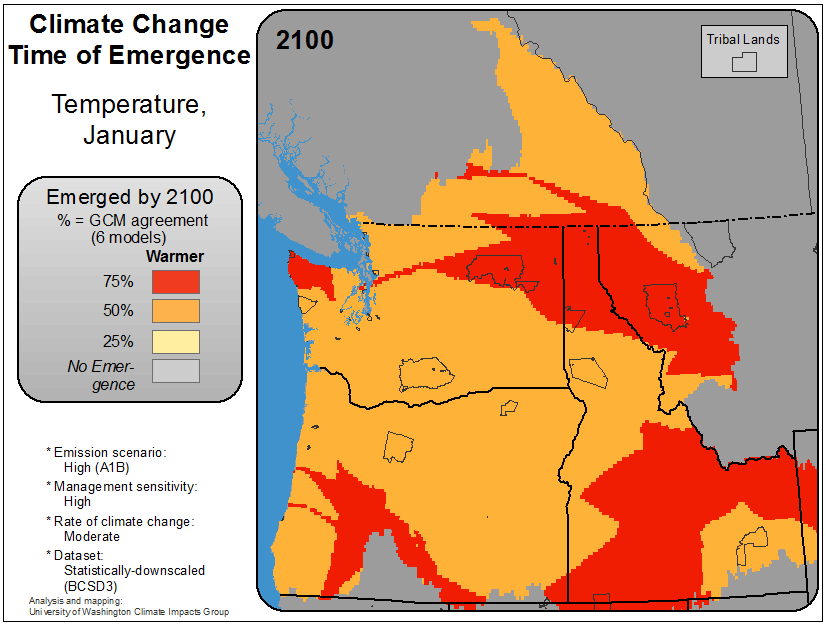 Climate Change
Time of Emergence
Temperature,
January
Emerged by 2100
% = GCM agreement
(6 models)
Warmer
75%
50%
25%
No Emer-
gence
* Emission scenario:
High (A1B)
* Management sensitivity:
High
* Rate of climate change:
Moderate
* Dataset:
Statistically-downscaled
(BCSD3)
Analysis and mapping:
University of Washington Climate Impacts Group
2100
Tribal Lands